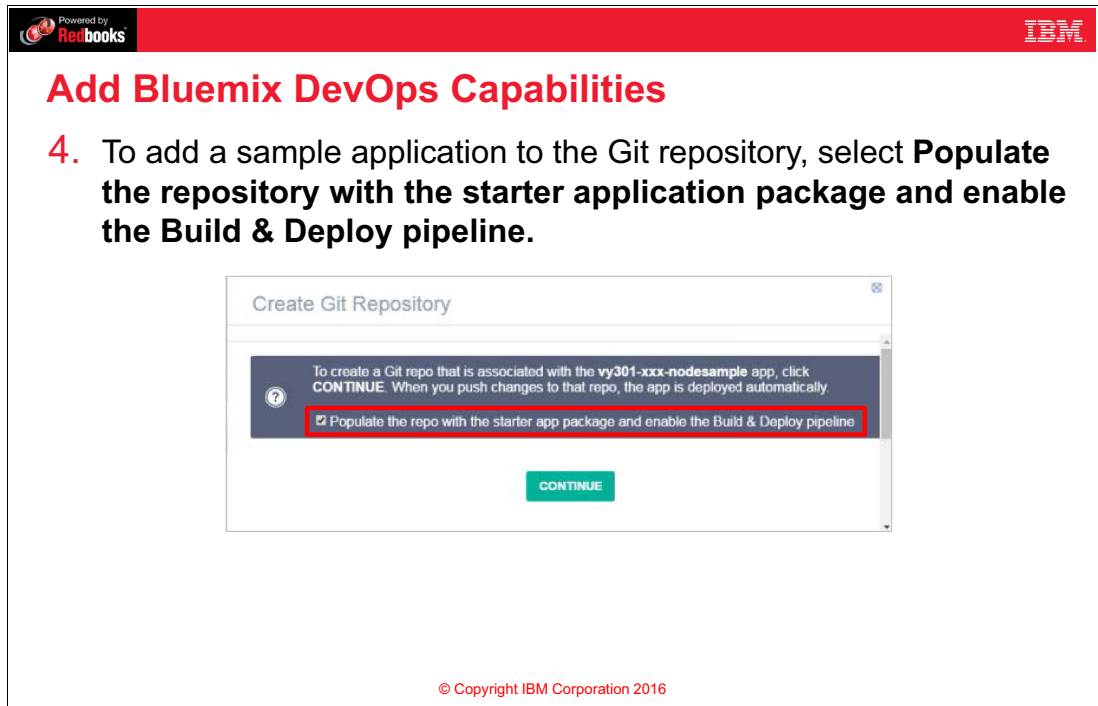 Powered by
Redbooks
IBM
Add Bluemix DevOps Capabilities
4. To add a sample application to the Git repository, select Populate
the repository with the starter application package and enable
the Build & Deploy pipeline.
Create Git Repository
To create a Git repo that is associated with the vy301-xxx-nodesample app, click
CONTINUE. When you push changes to that repo, the app is deployed automatically.
Populate the repo with the starter app package and enable the Build & Deploy pipeline
CONTINUE
© Copyright IBM Corporation 2016